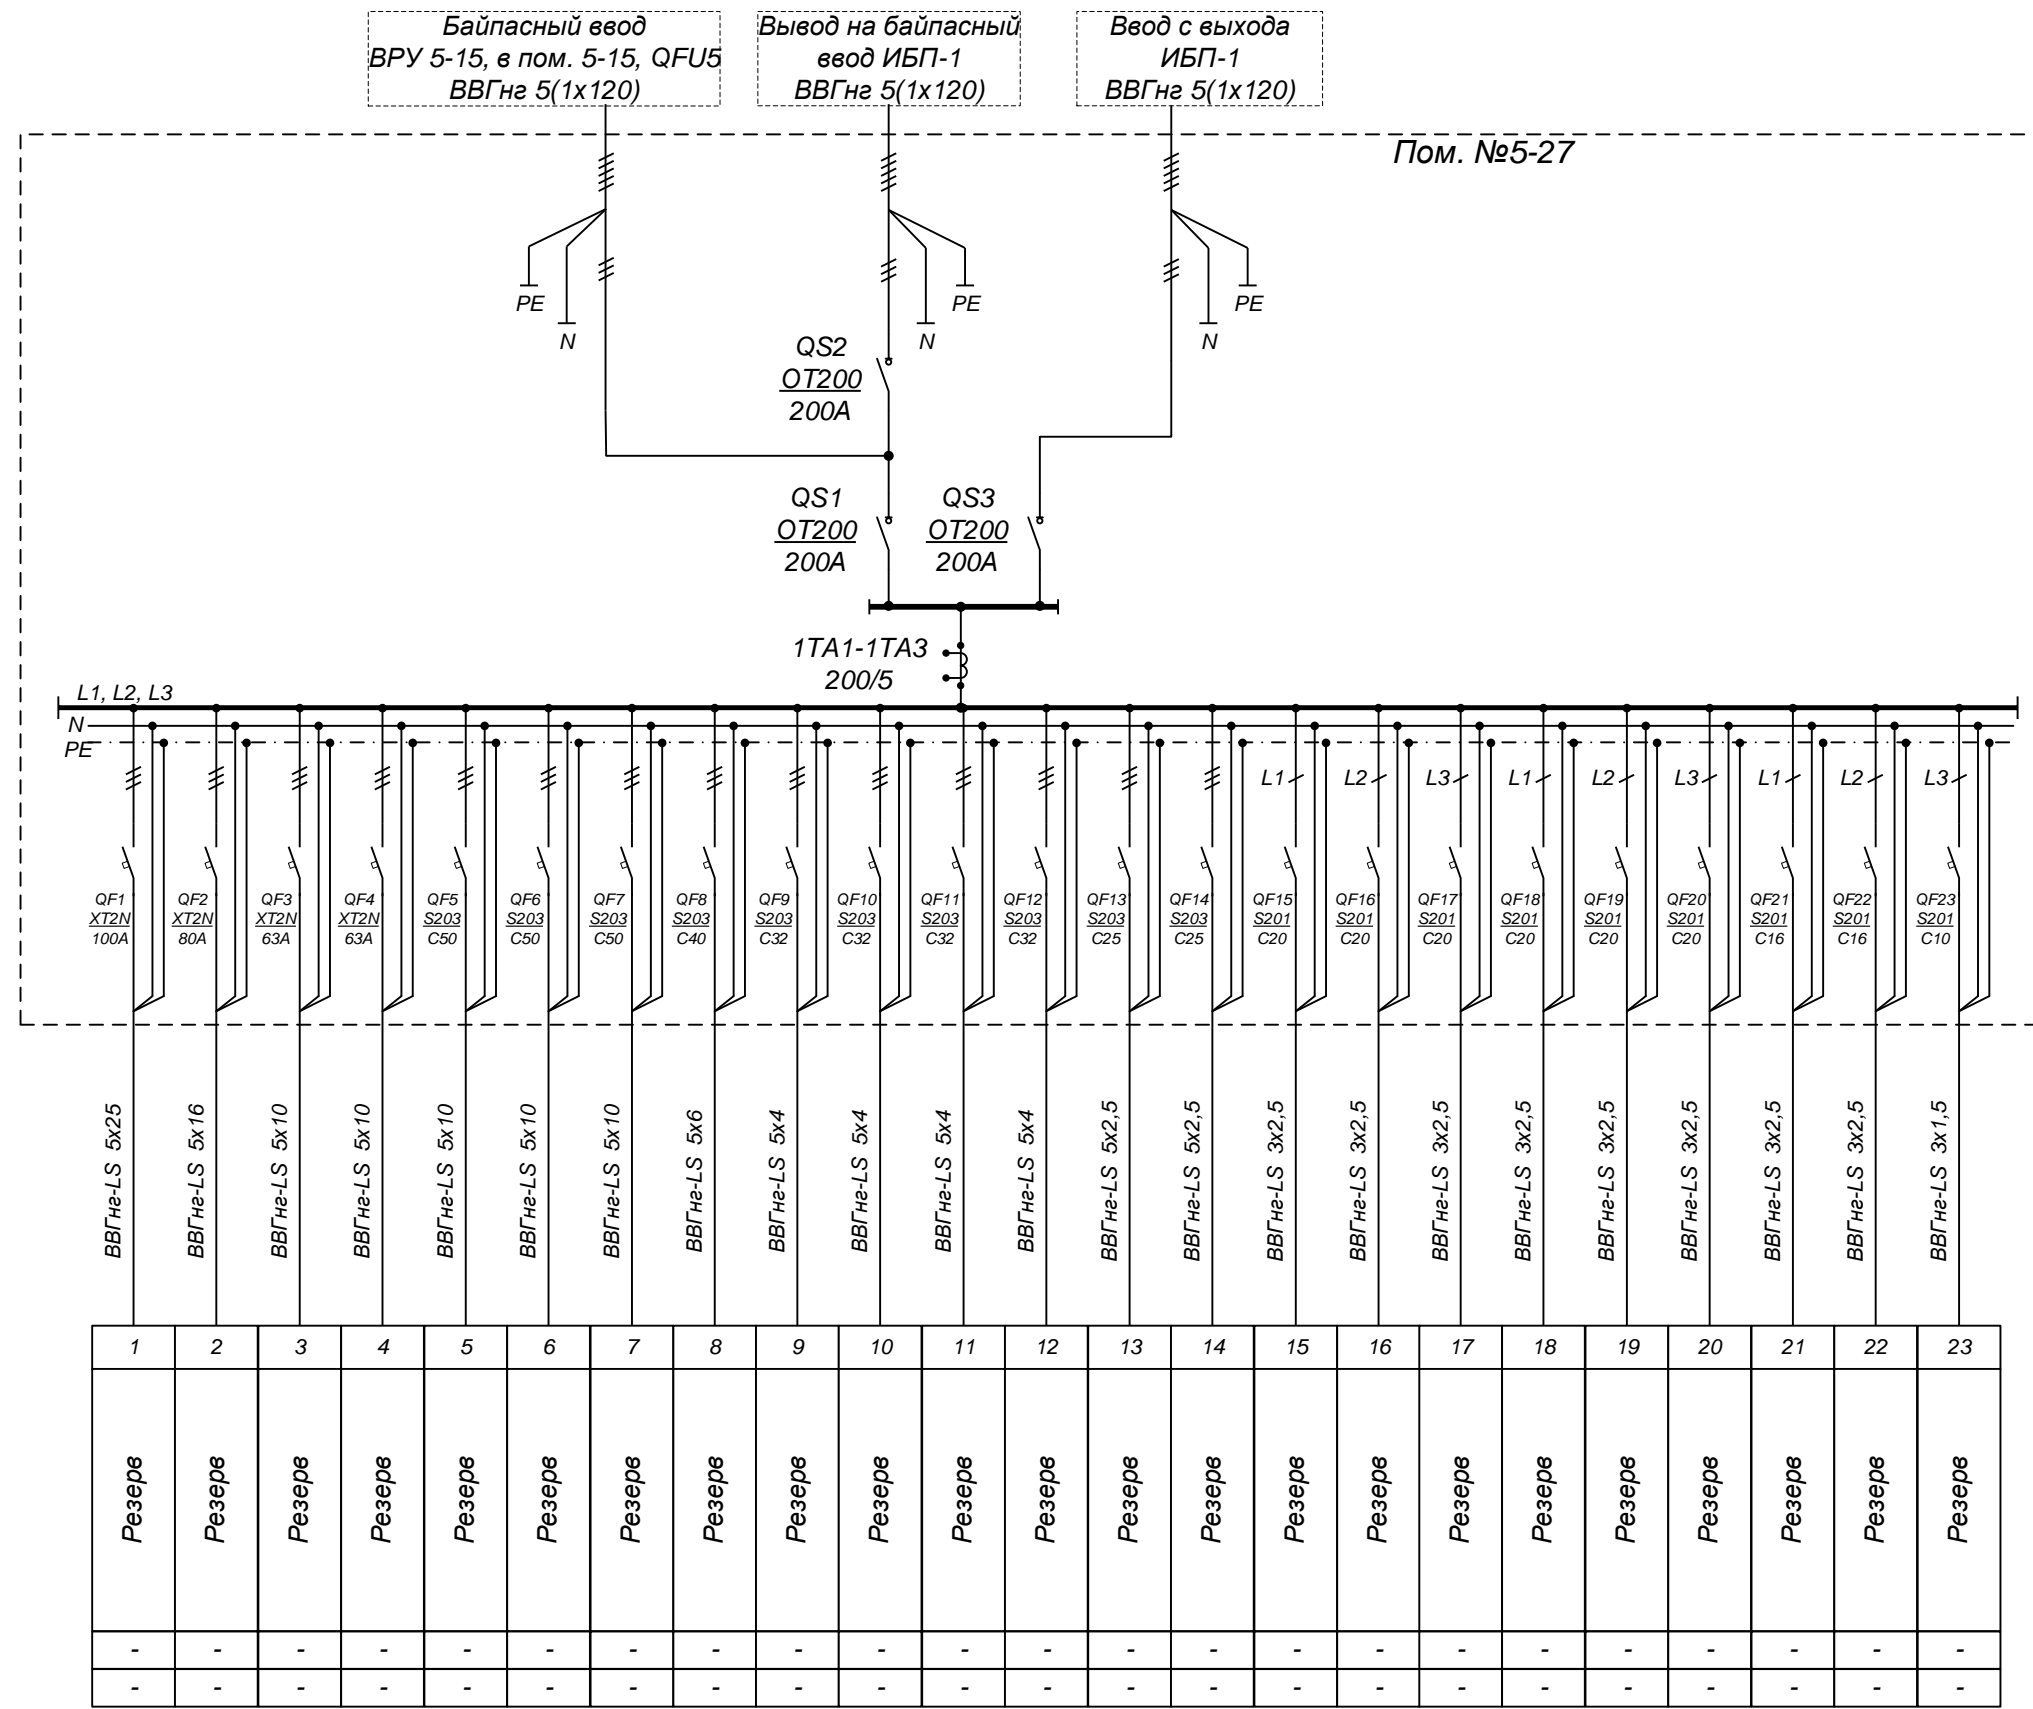 Байпасный ввод
ВРУ 5-15, в пом. 5-15, QFU5
ВВГнг 5(1х120)
Вывод на байпасный
ввод ИБП-1
ВВГнг 5(1х120)
Ввод с выхода
ИБП-1
ВВГнг 5(1х120)
Пом. №5-27
PE
N
PE
N
PE
N
QS2
OT200
200A
QS1
OT200
200A
QS3
OT200
200A
1ТА1-1ТА3
200/5
L1, L2, L3
N
PE
L1 L2 L3 L1 L2 L3 L1 L2 L3
QF1
XT2N
100A
QF2
XT2N
80A
QF3
XT2N
63A
QF4
XT2N
63A
QF5
S203
C50
QF6
S203
C50
QF7
S203
C50
QF8
S203
C40
QF9
S203
C32
QF10
S203
C32
QF11
S203
C32
QF12
S203
C32
QF13
S203
C25
QF14
S203
C25
QF15
S201
C20
QF16
S201
C20
QF17
S201
C20
QF18
S201
C20
QF19
S201
C20
QF20
S201
C20
QF21
S201
C16
QF22
S201
C16
QF23
S201
C10
ВВГнг-LS 5х25
ВВГнг-LS 5х16
ВВГнг-LS 5х10
ВВГнг-LS 5х10
ВВГнг-LS 5х10
ВВГнг-LS 5х10
ВВГнг-LS 5х10
ВВГнг-LS 5х6
ВВГнг-LS 5х4
ВВГнг-LS 5х4
ВВГнг-LS 5х4
ВВГнг-LS 5х4
ВВГнг-LS 5х2,5
ВВГнг-LS 5х2,5
ВВГнг-LS 3х2,5
ВВГнг-LS 3х2,5
ВВГнг-LS 3х2,5
ВВГнг-LS 3х2,5
ВВГнг-LS 3х2,5
ВВГнг-LS 3х2,5
ВВГнг-LS 3х2,5
ВВГнг-LS 3х2,5
ВВГнг-LS 3х1,5
1 2 3 4 5 6 7 8 9 10 11 12 13 14 15 16 17 18 19 20 21 22 23
Резерв Резерв Резерв Резерв Резерв Резерв Резерв Резерв Резерв Резерв Резерв Резерв Резерв Резерв Резерв Резерв Резерв Резерв Резерв Резерв Резерв Резерв Резерв
- - - - - - - - - - - - - - - - - - - - - - -
- - - - - - - - - - - - - - - - - - - - - - -